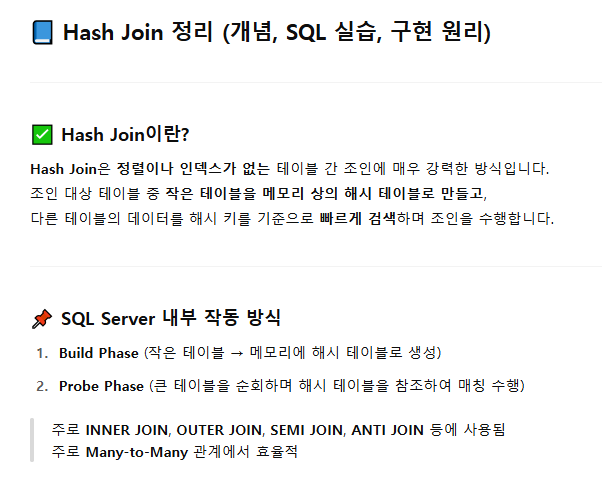 📘 Hash Join 정리 (개념, SQL 실습, 구현 원리)
✅ Hash Join이란?
Hash Join은 정렬이나 인덱스가 없는 테이블 간 조인에 매우 강력한 방식입니다.
조인 대상 테이블 중 작은 테이블을 메모리 상의 해시 테이블로 만들고,
다른 테이블의 데이터를 해시 키를 기준으로 빠르게 검색하며 조인을 수행합니다.
📌 SQL Server 내부 작동 방식
1. Build Phase (작은 테이블 → 메모리에 해시 테이블로 생성)
2. Probe Phase (큰 테이블을 순회하며 해시 테이블을 참조하여 매칭 수행)
주로 INNER JOIN, OUTER JOIN, SEMI JOIN, ANTI JOIN 등에 사용됨
주로 Many-to-Many 관계에서 효율적